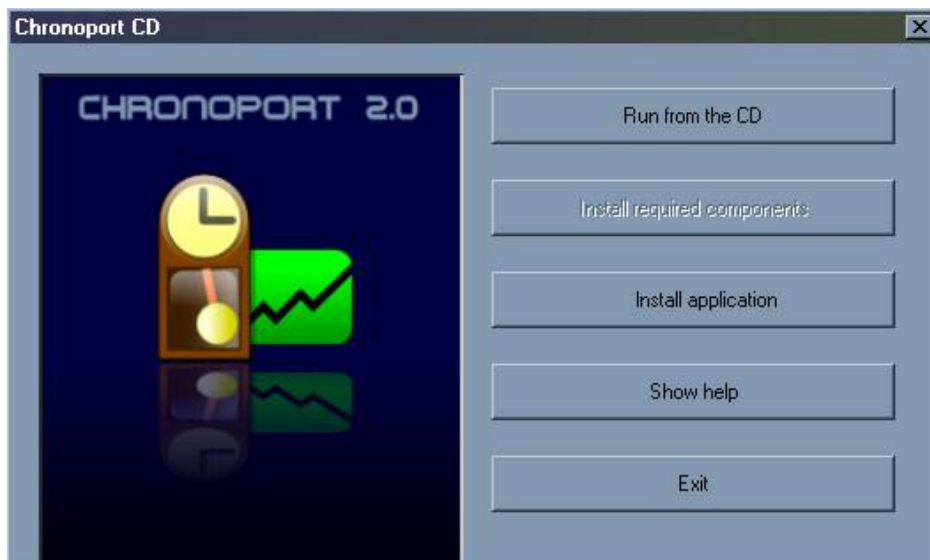 Chronoport CD
CHRONOPORT 2.0
Run from the CD
Install required components
Install application
Show help
Exit